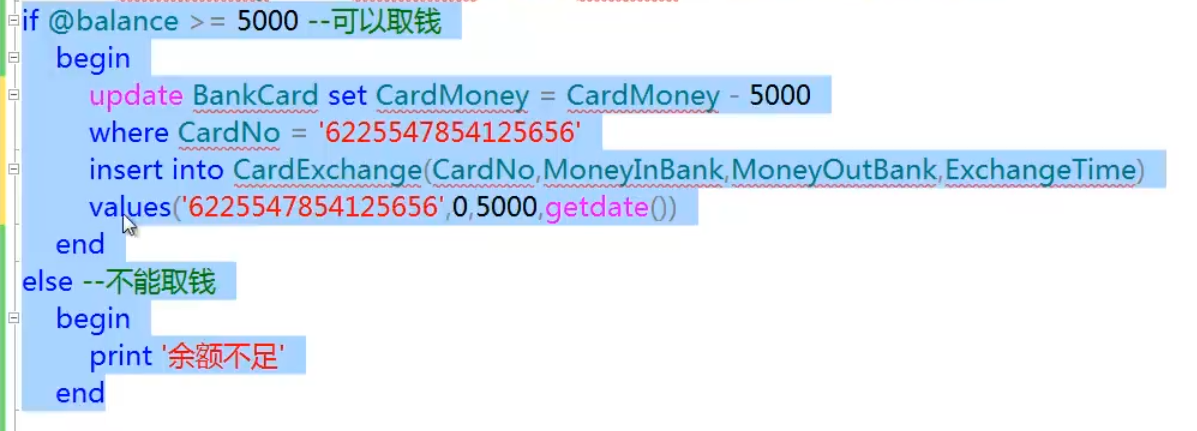 if @balance >= 5000 --可以取钱
begin
update BankCard set CardMoney = CardMoney - 5000
where CardNo = '6225547854125656'
insert into CardExchange(CardNo,MoneyInBank,MoneyOutBank,ExchangeTime)
values('6225547854125656',0,5000,getdate())
end
else --不能取钱
begin
print '余额不足'
end